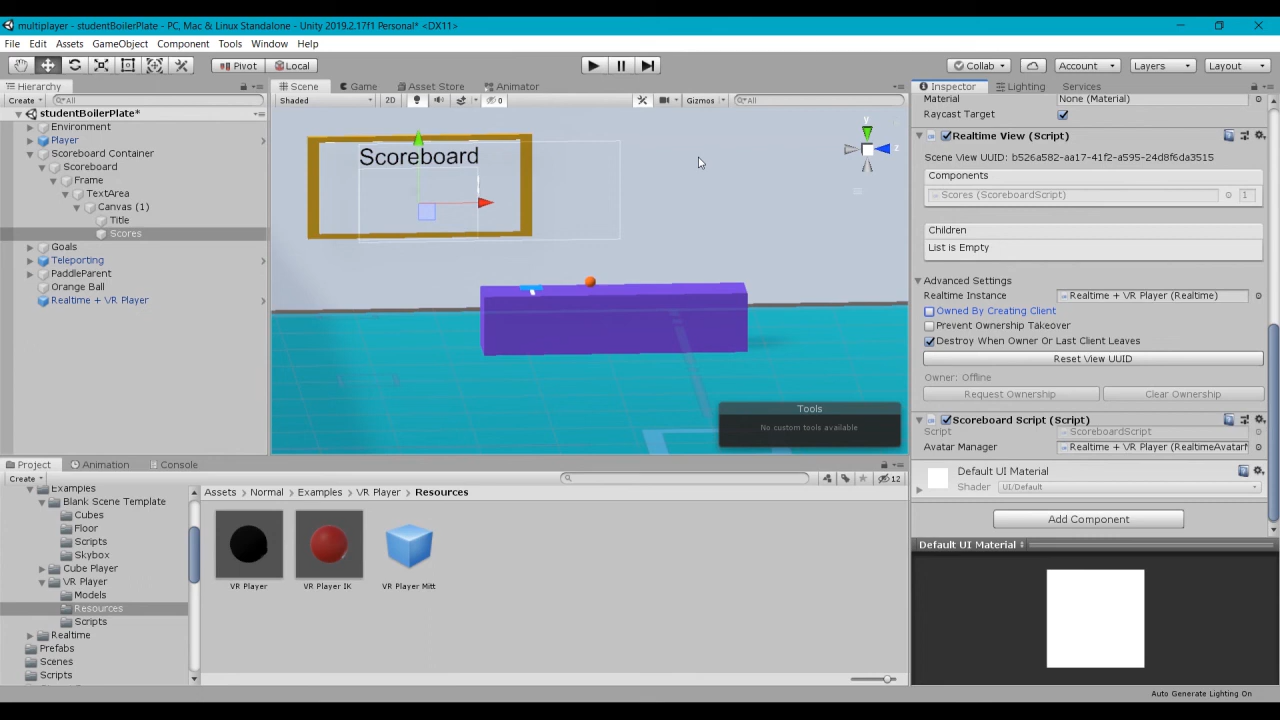 multiplayer - studentBoilerPlate - PC, Mac & Linux Standalone - Unity 2019.2.17f1 Personal* <DX11>
File Edit Assets GameObject Component Tools Window Help
Pivot Local Collab Account Layers Layout
Hierarchy
Create All
studentBoilerPlate*
Environment
Player
Scoreboard Container
Scoreboard
Frame
TextArea
Canvas (1)
Title
Scores
Goals
Teleporting
PaddleParent
Orange Ball
Realtime + VR Player
Scene Game Asset Store Animator
Shaded 2D 0 Gizmos All
Scoreboard
y
z
Tools
No custom tools available
Inspector Lighting Services
Material None (Material)
Raycast Target
Realtime View (Script)
Scene View UUID: b526a582-aa17-41f2-a595-24d8f6da3515
Components
Scores (ScoreboardScript) 1
Children
List is Empty
Advanced Settings
Realtime Instance Realtime + VR Player (Realtime)
Owned By Creating Client
Prevent Ownership Takeover
Destroy When Owner Or Last Client Leaves
Reset View UUID
Owner: Offline
Request Ownership Clear Ownership
Scoreboard Script (Script)
Script ScoreboardScript
Avatar Manager Realtime + VR Player (RealtimeAvatarM
Default UI Material
Shader UI/Default
Add Component
Default UI Material
Project Animation Console
Create 12
Examples
Blank Scene Template
Cubes
Floor
Scripts
Skybox
Cube Player
VR Player
Models
Resources
Scripts
Realtime
Prefabs
Scenes
Scripts
Assets Normal Examples VR Player Resources
VR Player VR Player IK VR Player Mitt
Auto Generate Lighting On